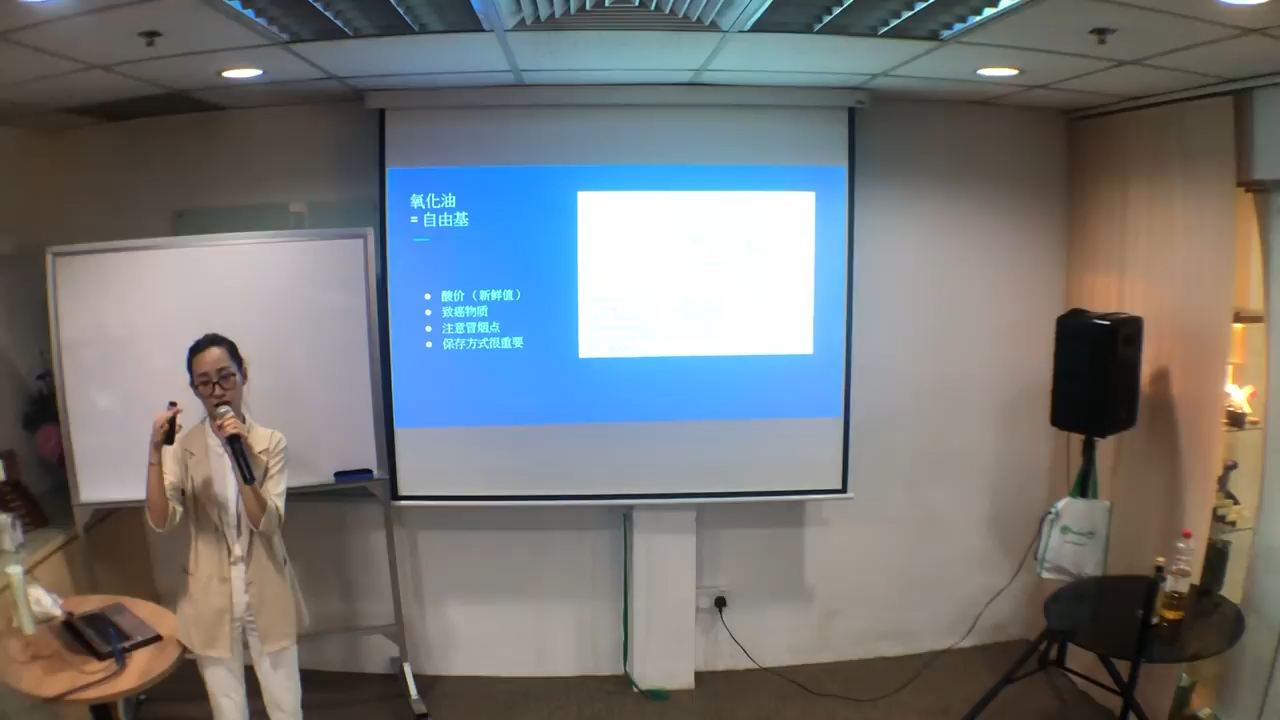 氧化油
= 自由基
酸价（新鲜值）
致癌物质
注意冒烟点
保存方式很重要